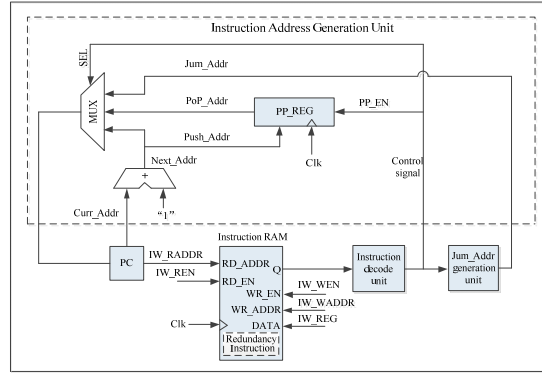 Instruction Address Generation Unit
SEL
Jum_Addr
MUX
PoP_Addr
PP_REG
PP_EN
Push_Addr
Clk
Next_Addr
+
Control
signal
Curr_Addr
"1"
Instruction RAM
PC
IW_RADDR
RD_ADDR
Q
Instruction
decode
unit
Jum_Addr
generation
unit
IW_REN
RD_EN
IW_WEN
WR_EN
IW_WADDR
WR_ADDR
Clk
IW_REG
DATA
Redundancy
Instruction